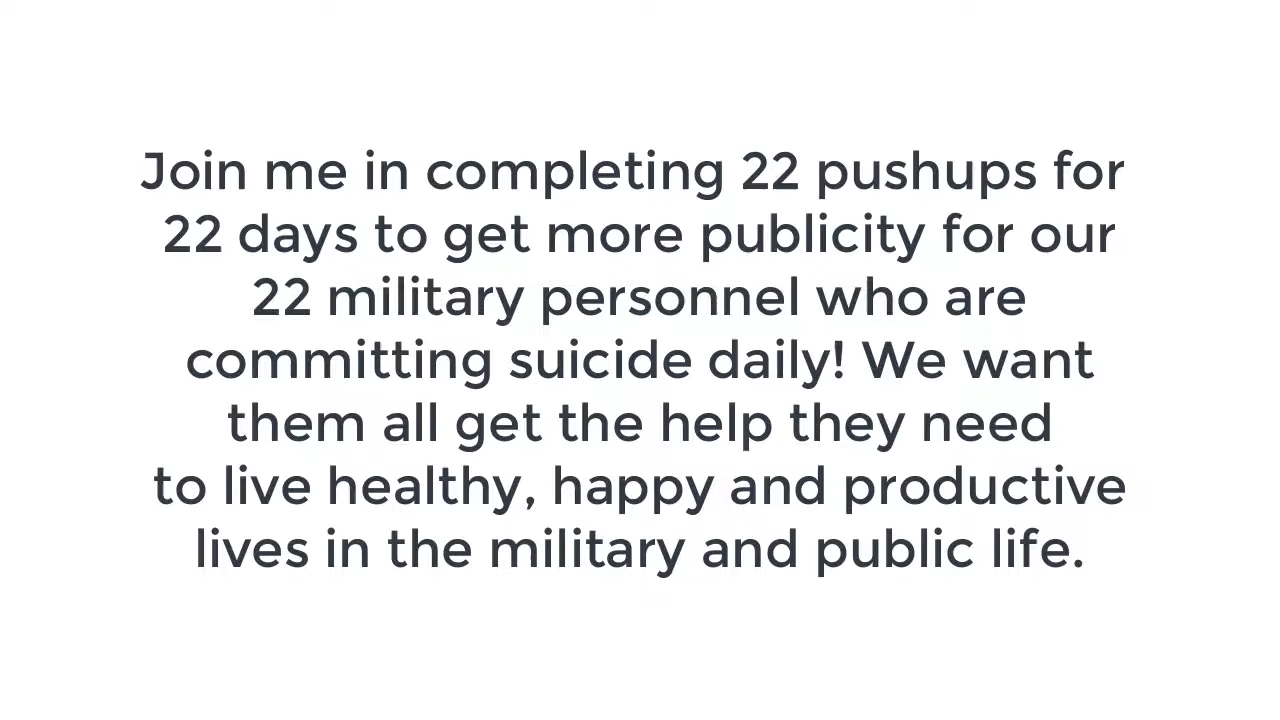 Join me in completing 22 pushups for
22 days to get more publicity for our
22 military personnel who are
committing suicide daily! We want
them all get the help they need
to live healthy, happy and productive
lives in the military and public life.